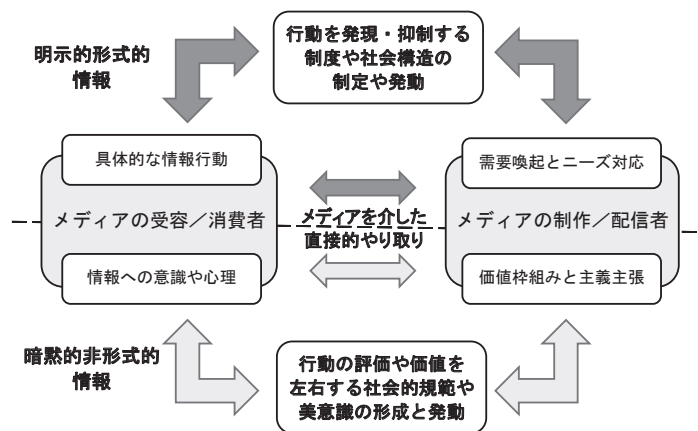 明示的形式的
情報
行動を発現・抑制する
制度や社会構造の
制定や発動
具体的な情報行動
メディアの受容／消費者
情報への意識や心理
メディアを介した
直接的やり取り
需要喚起とニーズ対応
メディアの制作／配信者
価値枠組みと主義主張
暗黙的非形式的
情報
行動の評価や価値を
左右する社会的規範や
美意識の形成と発動